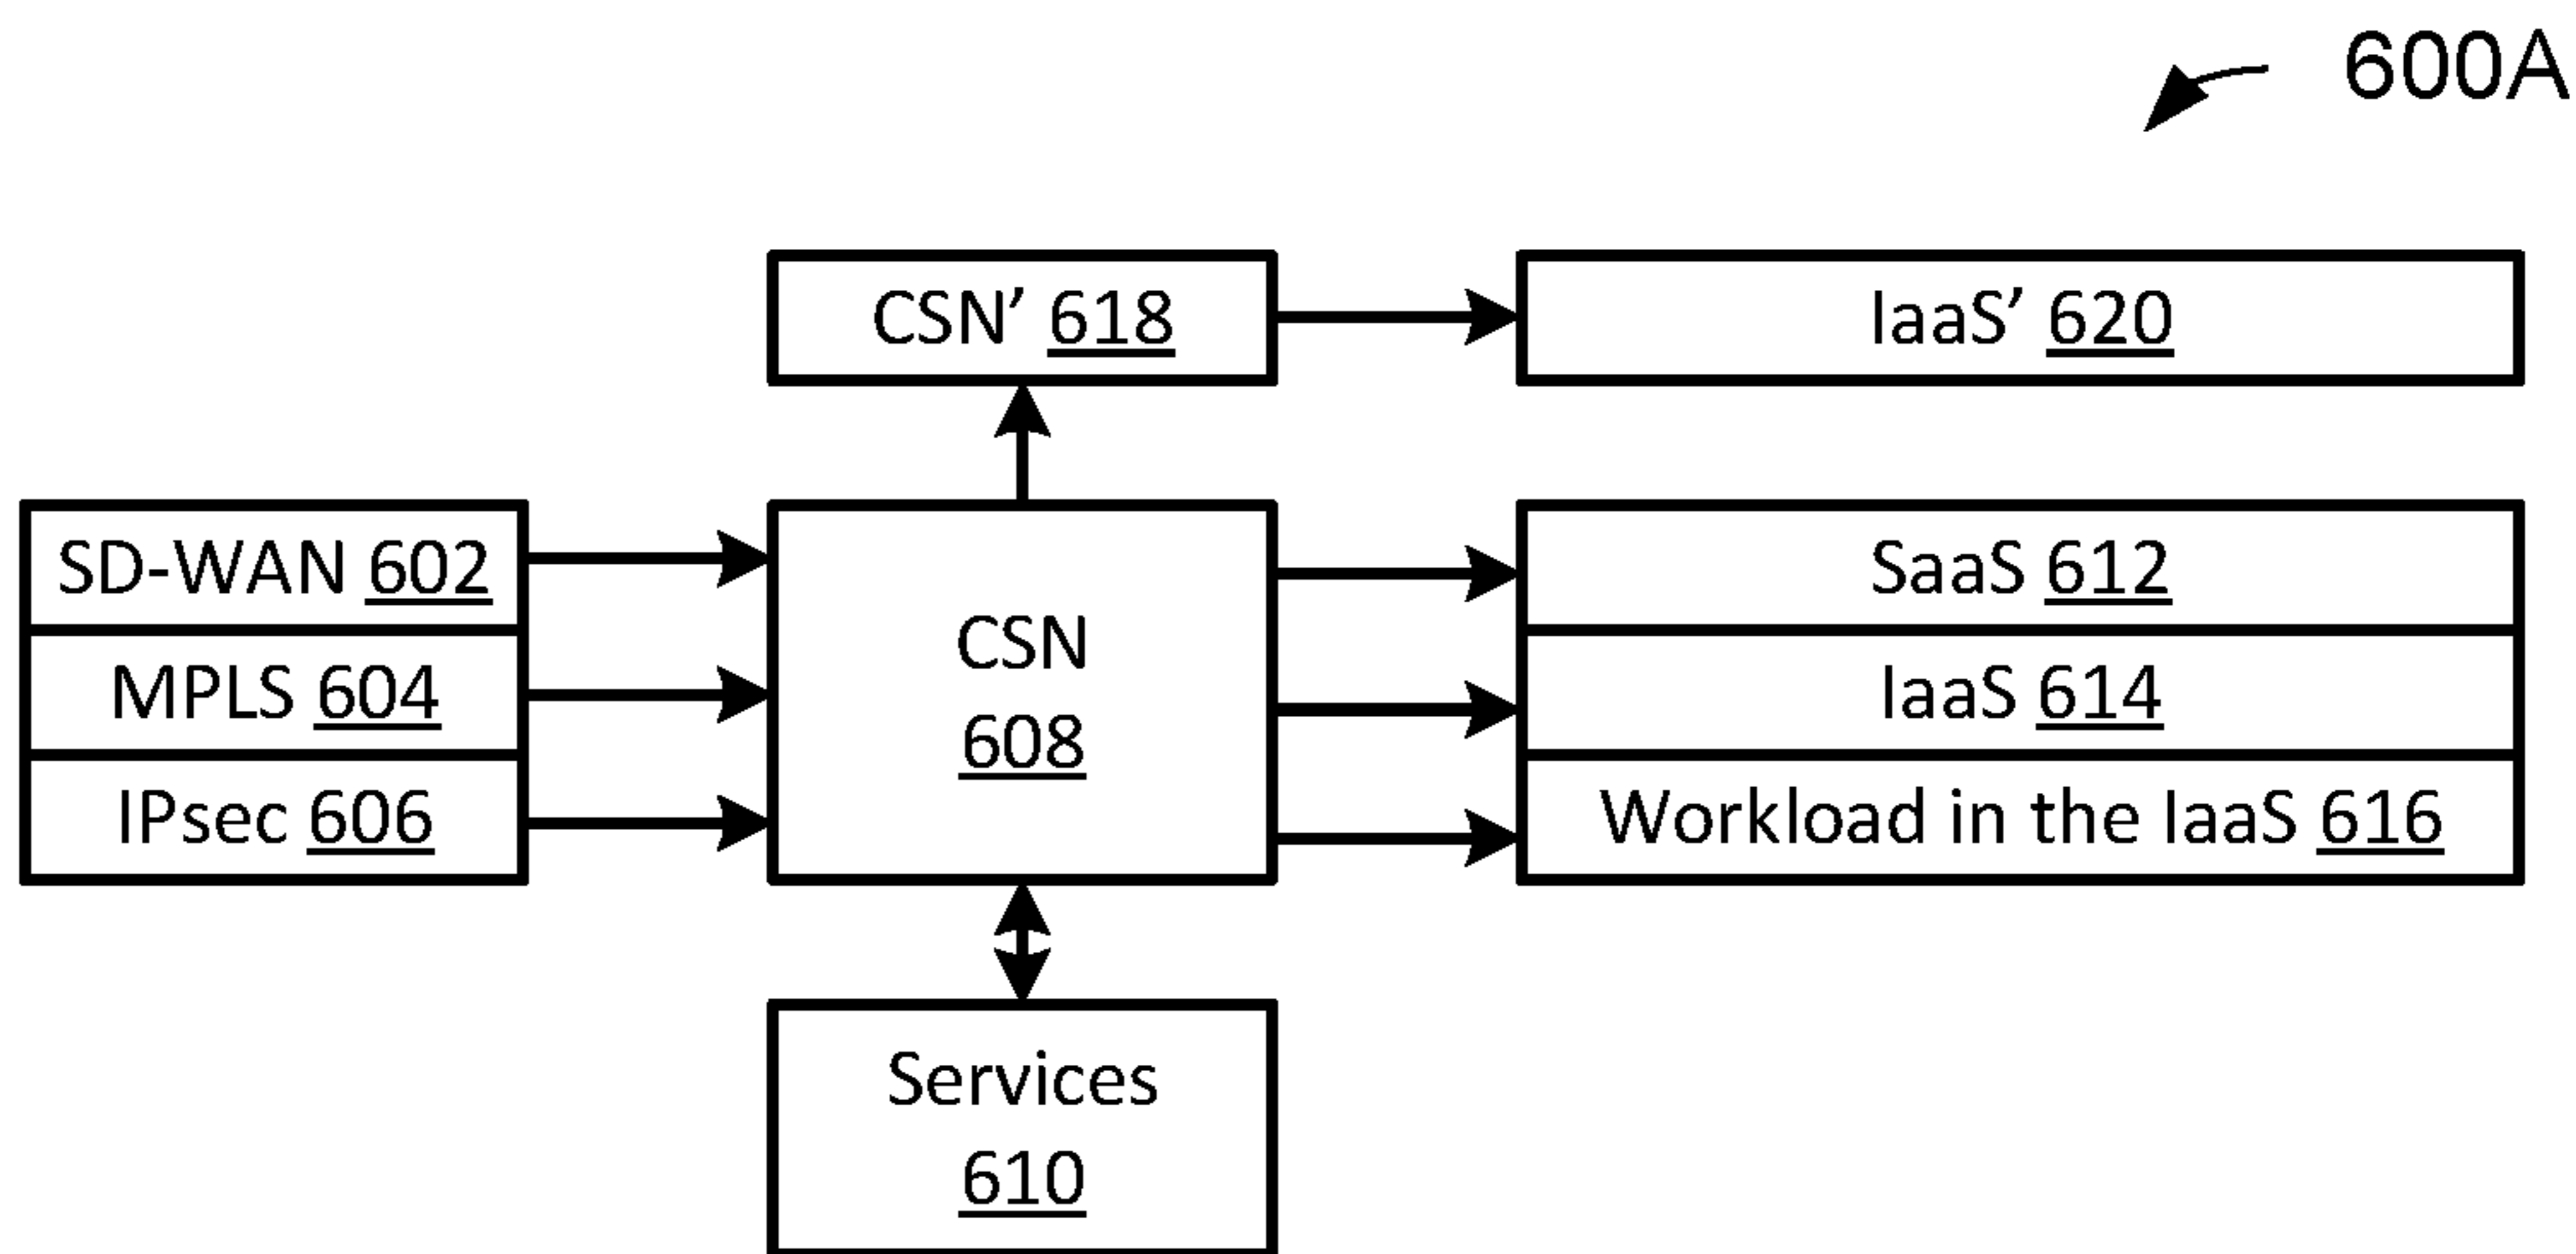 600A
CSN’ 618
IaaS’ 620
SD-WAN 602
MPLS 604
IPsec 606
CSN
608
SaaS 612
IaaS 614
Workload in the IaaS 616
Services
610